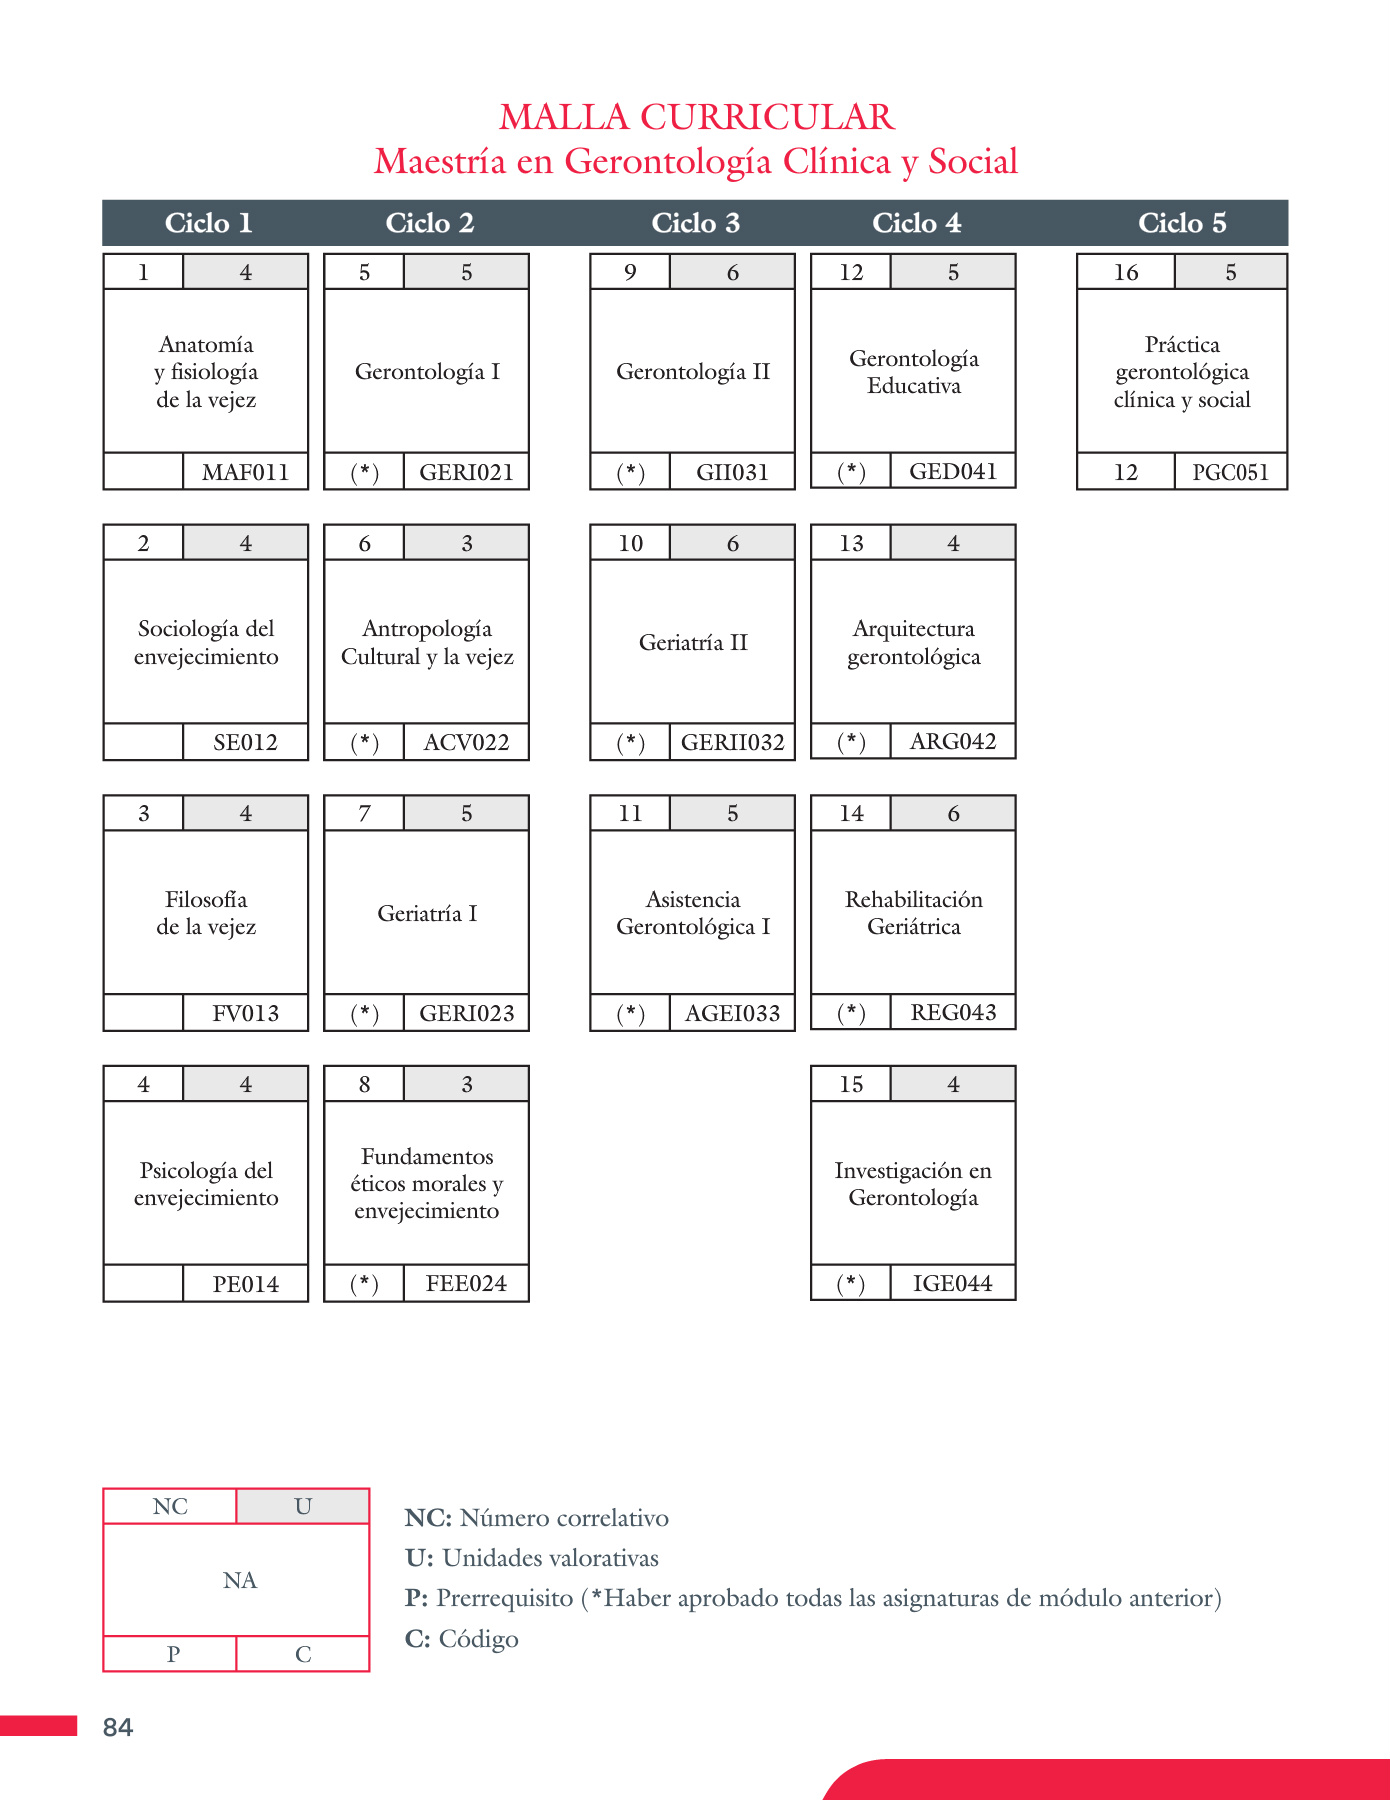 MALLA CURRICULAR
Maestría en Gerontología Clínica y Social
Ciclo 1 Ciclo 2 Ciclo 3 Ciclo 4 Ciclo 5
1 4
Anatomía
y fisiología
de la vejez
MAF011
5 5
Gerontología I
(*) GERI021
9 6
Gerontología II
(*) GII031
12 5
Gerontología
Educativa
(*) GED041
16 5
Práctica
gerontológica
clínica y social
12 PGC051
2 4
Sociología del
envejecimiento
SE012
6 3
Antropología
Cultural y la vejez
(*) ACV022
10 6
Geriatría II
(*) GERII032
13 4
Arquitectura
gerontológica
(*) ARG042
3 4
Filosofía
de la vejez
FV013
7 5
Geriatría I
(*) GERI023
11 5
Asistencia
Gerontológica I
(*) AGEI033
14 6
Rehabilitación
Geriátrica
(*) REG043
4 4
Psicología del
envejecimiento
PE014
8 3
Fundamentos
éticos morales y
envejecimiento
(*) FEE024
15 4
Investigación en
Gerontología
(*) IGE044
NC U
NA
P C
NC: Número correlativo
U: Unidades valorativas
P: Prerrequisito (*Haber aprobado todas las asignaturas de módulo anterior)
C: Código
84